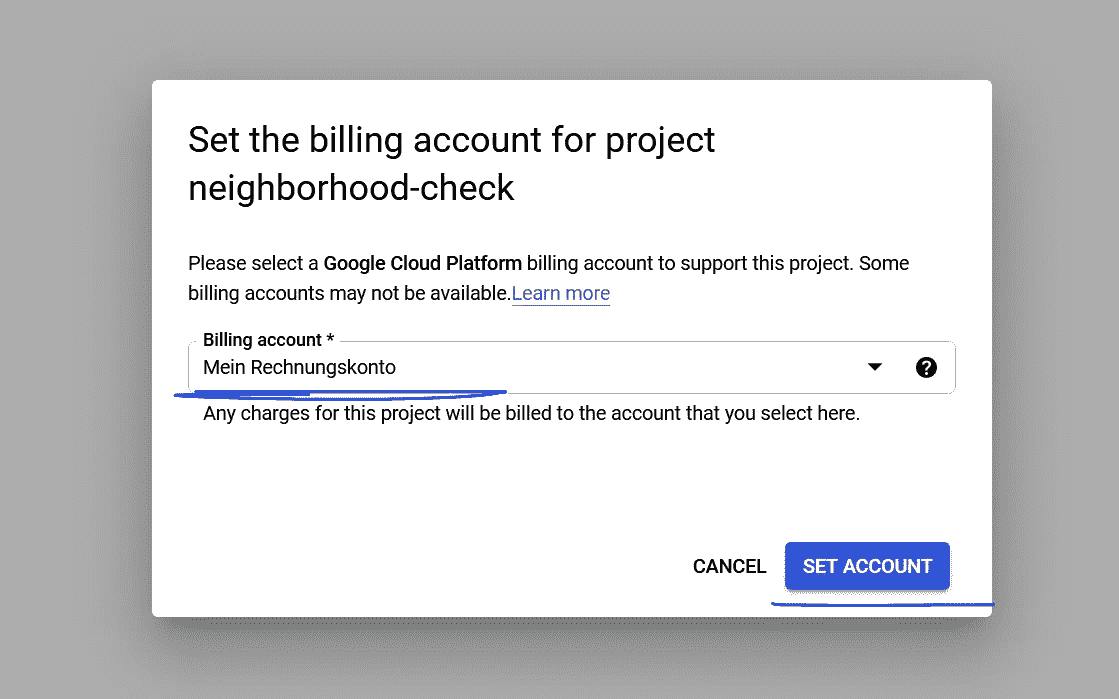 Set the billing account for project
neighborhood-check
Please select a Google Cloud Platform billing account to support this project. Some
billing accounts may not be available.Learn more
Billing account *
Mein Rechnungskonto
Any charges for this project will be billed to the account that you select here.
CANCEL SET ACCOUNT